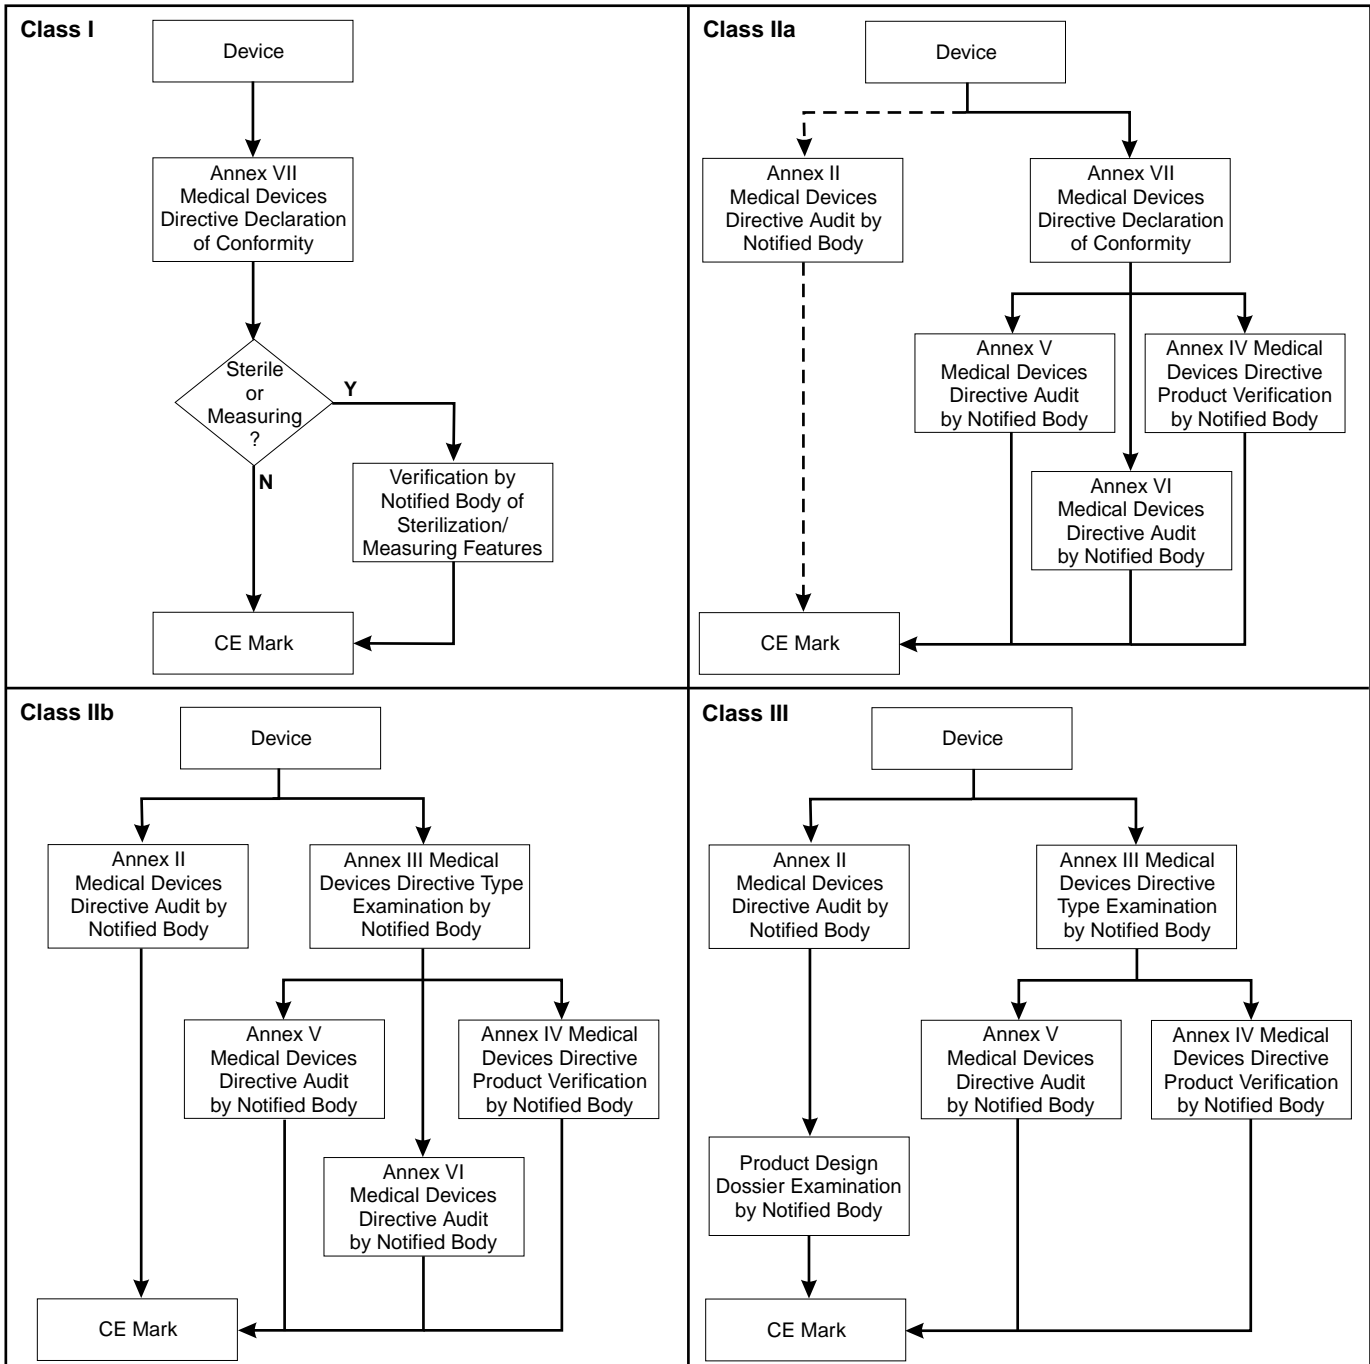 Class I
Device
Annex VII
Medical Devices
Directive Declaration
of Conformity
Sterile
or
Measuring
?
Y
N
Verification by
Notified Body of
Sterilization/
Measuring Features
CE Mark
Class IIa
Device
Annex II
Medical Devices
Directive Audit by
Notified Body
Annex VII
Medical Devices
Directive Declaration
of Conformity
Annex V
Medical Devices
Directive Audit
by Notified Body
Annex IV Medical
Devices Directive
Product Verification
by Notified Body
Annex VI
Medical Devices
Directive Audit
by Notified Body
CE Mark
Class IIb
Device
Annex II
Medical Devices
Directive Audit by
Notified Body
Annex III Medical
Devices Directive Type
Examination by
Notified Body
Annex V
Medical Devices
Directive Audit
by Notified Body
Annex IV Medical
Devices Directive
Product Verification
by Notified Body
Annex VI
Medical Devices
Directive Audit
by Notified Body
CE Mark
Class III
Device
Annex II
Medical Devices
Directive Audit by
Notified Body
Annex III Medical
Devices Directive
Type Examination
by Notified Body
Annex V
Medical Devices
Directive Audit
by Notified Body
Annex IV Medical
Devices Directive
Product Verification
by Notified Body
Product Design
Dossier Examination
by Notified Body
CE Mark